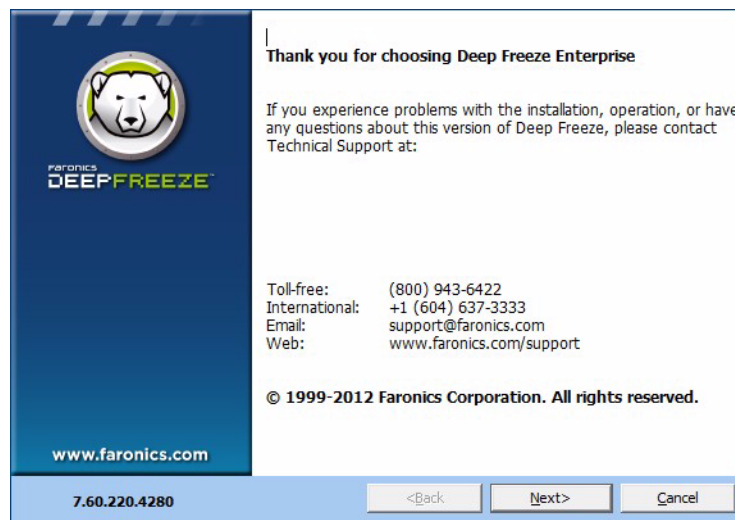 Thank you for choosing Deep Freeze Enterprise
If you experience problems with the installation, operation, or have
any questions about this version of Deep Freeze, please contact
Technical Support at:
FARONICS
DEEPFREEZE
Toll-free: (800) 943-6422
International: +1 (604) 637-3333
Email: support@faronics.com
Web: www.faronics.com/support
© 1999-2012 Faronics Corporation. All rights reserved.
www.faronics.com
7.60.220.4280
<Back
Next>
Cancel